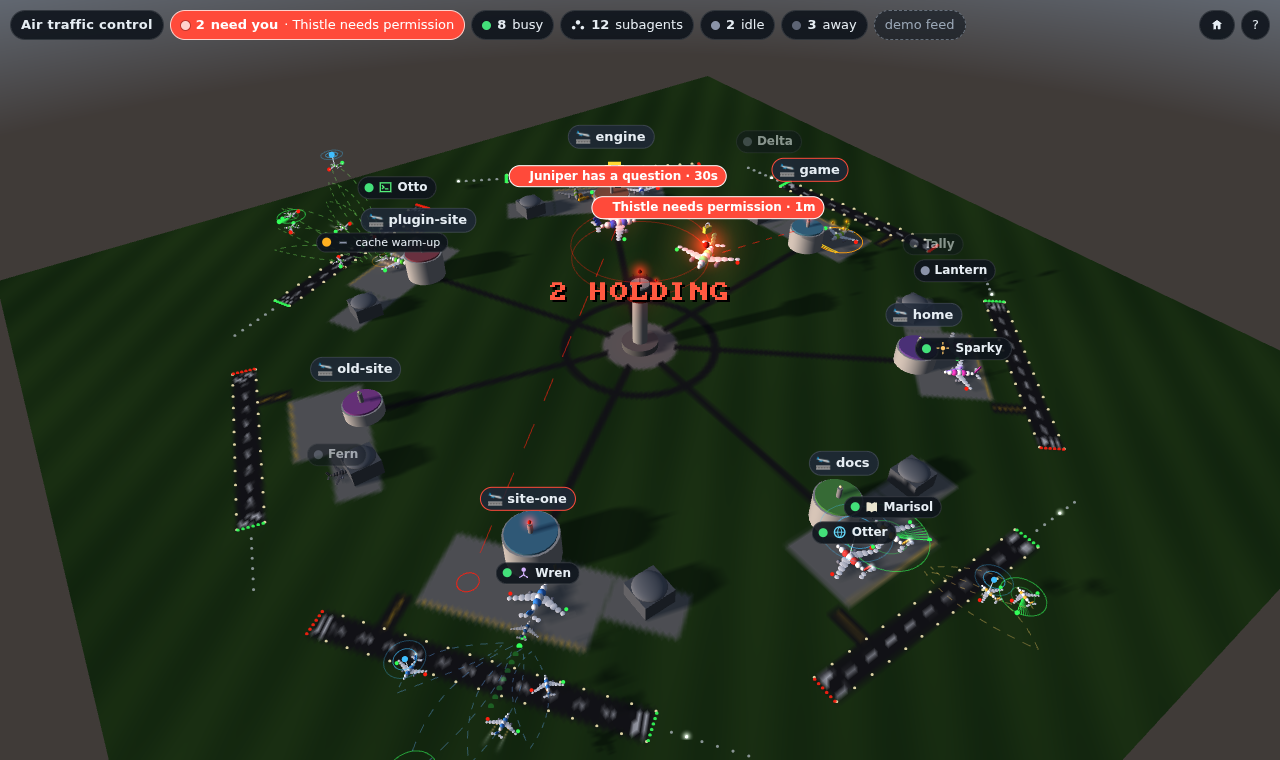 Air traffic control
2 need you · Thistle needs permission
8 busy
12 subagents
2 idle
3 away
demo feed
?
engine
Delta
game
Juniper has a question · 30s
Otto
Thistle needs permission · 1m
plugin-site
cache warm-up
Tally
Lantern
2 HOLDING
home
Sparky
old-site
Fern
docs
site-one
Marisol
Otter
Wren